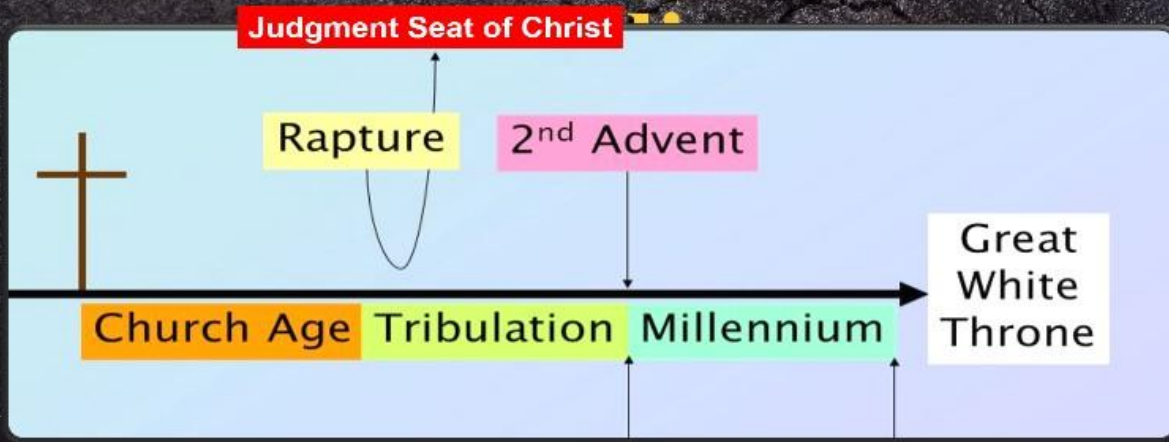 Judgment Seat of Christ
Rapture
2nd Advent
Great
White
Throne
Church Age
Tribulation
Millennium